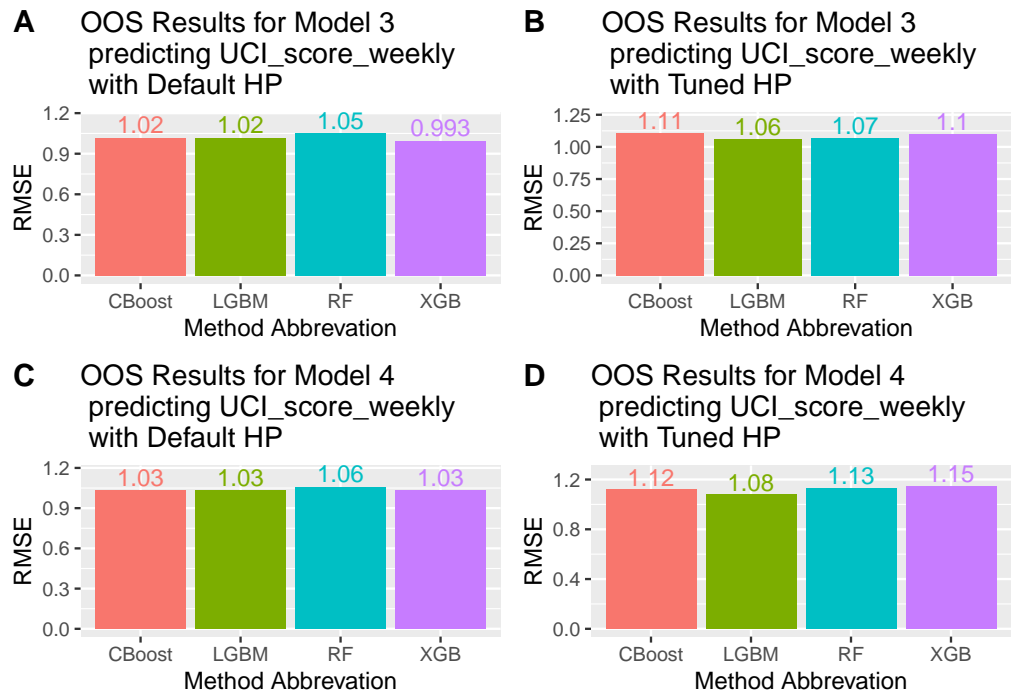 A
OOS Results for Model 3
predicting UCI_score_weekly
with Default HP
1.2
0.9
0.6
0.3
0.0
RMSE
1.02
1.02
1.05
0.993
CBoost
LGBM
RF
XGB
Method Abbrevation
B
OOS Results for Model 3
predicting UCI_score_weekly
with Tuned HP
1.25
1.00
0.75
0.50
0.25
0.00
RMSE
1.11
1.06
1.07
1.1
CBoost
LGBM
RF
XGB
Method Abbrevation
C
OOS Results for Model 4
predicting UCI_score_weekly
with Default HP
1.2
0.9
0.6
0.3
0.0
RMSE
1.03
1.03
1.06
1.03
CBoost
LGBM
RF
XGB
Method Abbrevation
D
OOS Results for Model 4
predicting UCI_score_weekly
with Tuned HP
1.2
0.8
0.4
0.0
RMSE
1.12
1.08
1.13
1.15
CBoost
LGBM
RF
XGB
Method Abbrevation